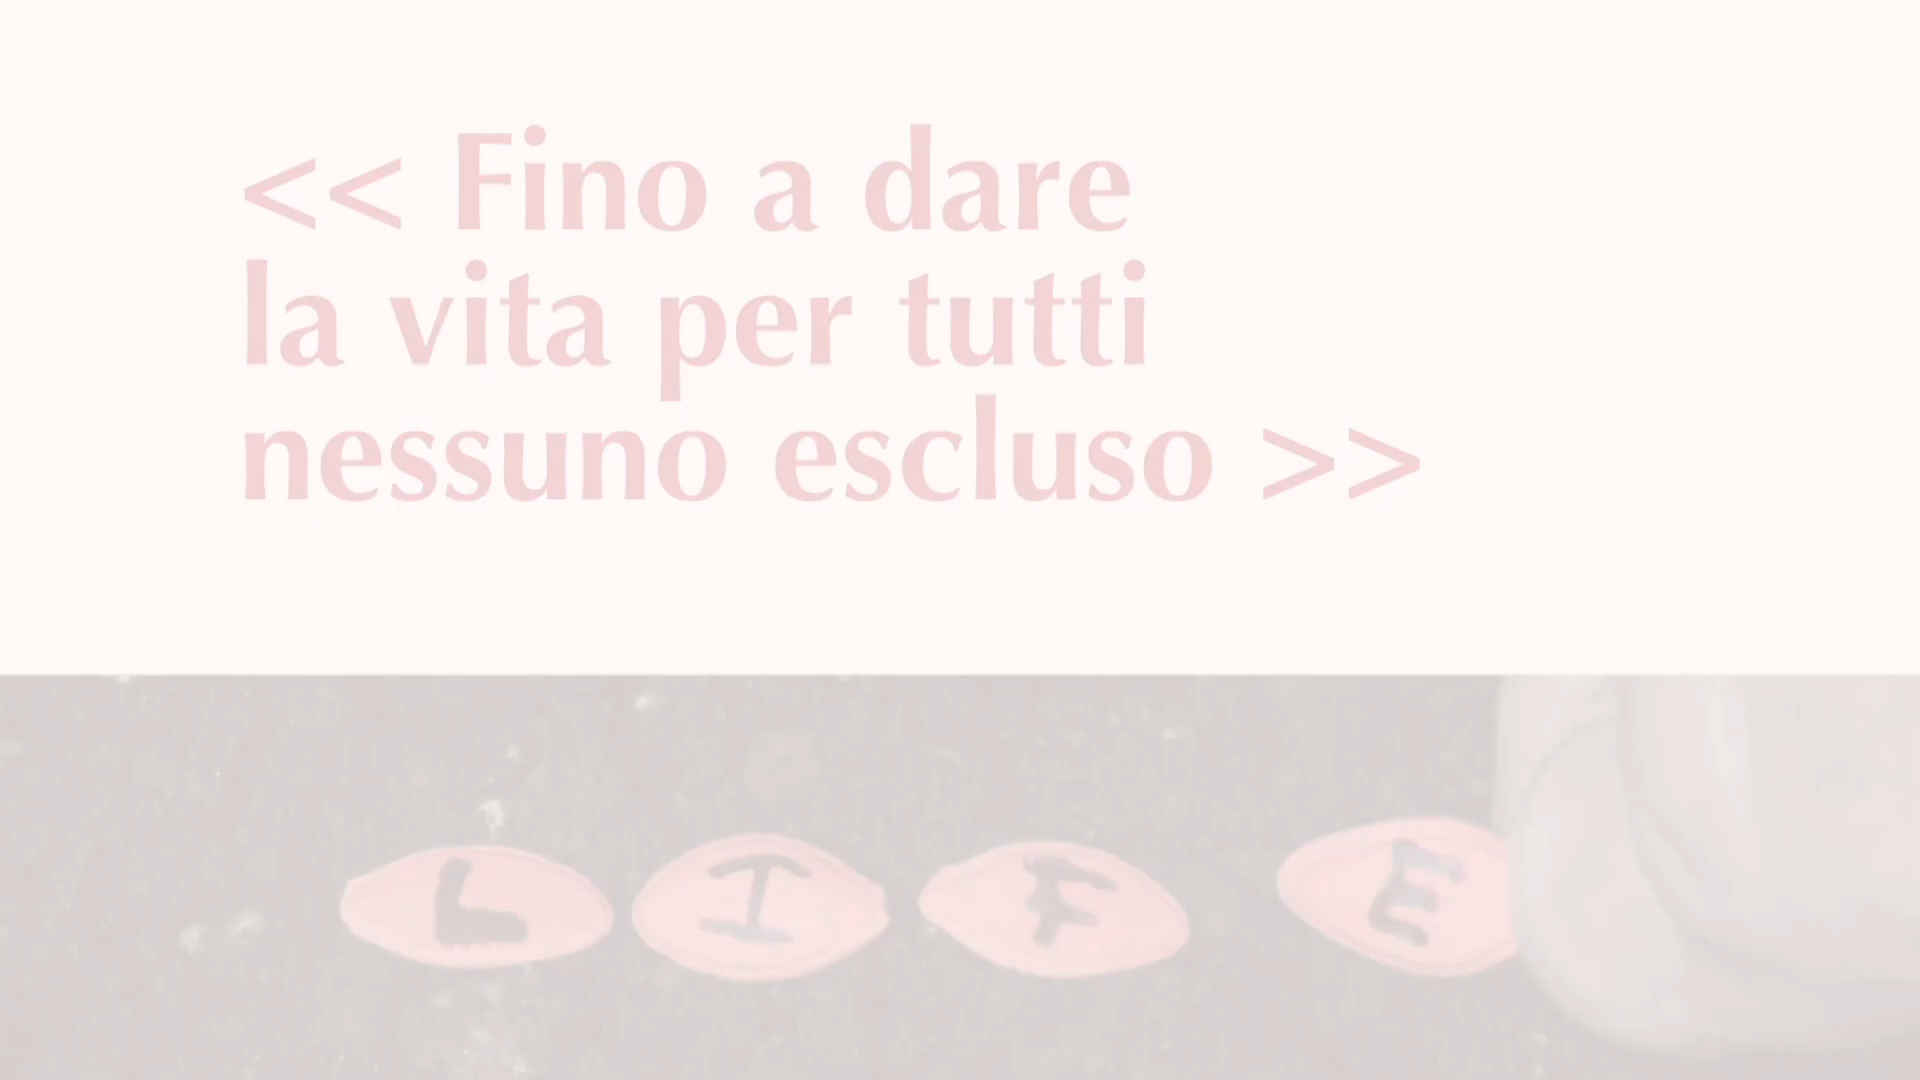 << Fino a dare
la vita per tutti
nessuno escluso >>
L I F E